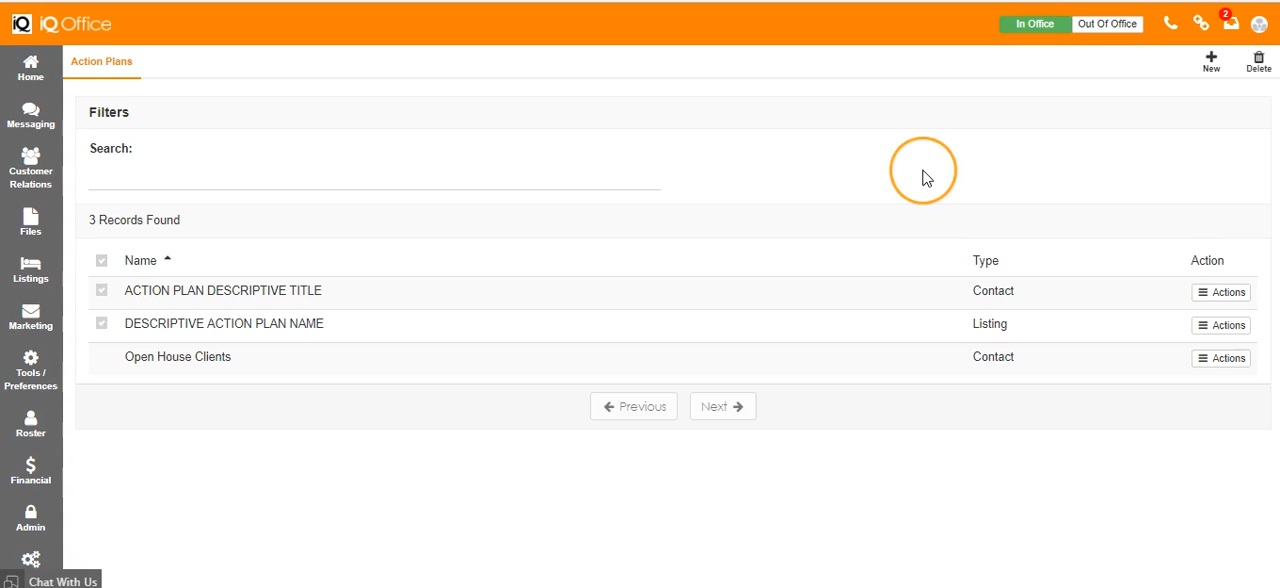 iQ iQ Office
In Office Out Of Office 2
Home
Messaging
Customer
Relations
Files
Listings
Marketing
Tools /
Preferences
Roster
Financial
Admin
Chat With Us
Action Plans
New Delete
Filters
Search:
3 Records Found
Name Type Action
ACTION PLAN DESCRIPTIVE TITLE Contact Actions
DESCRIPTIVE ACTION PLAN NAME Listing Actions
Open House Clients Contact Actions
Previous Next